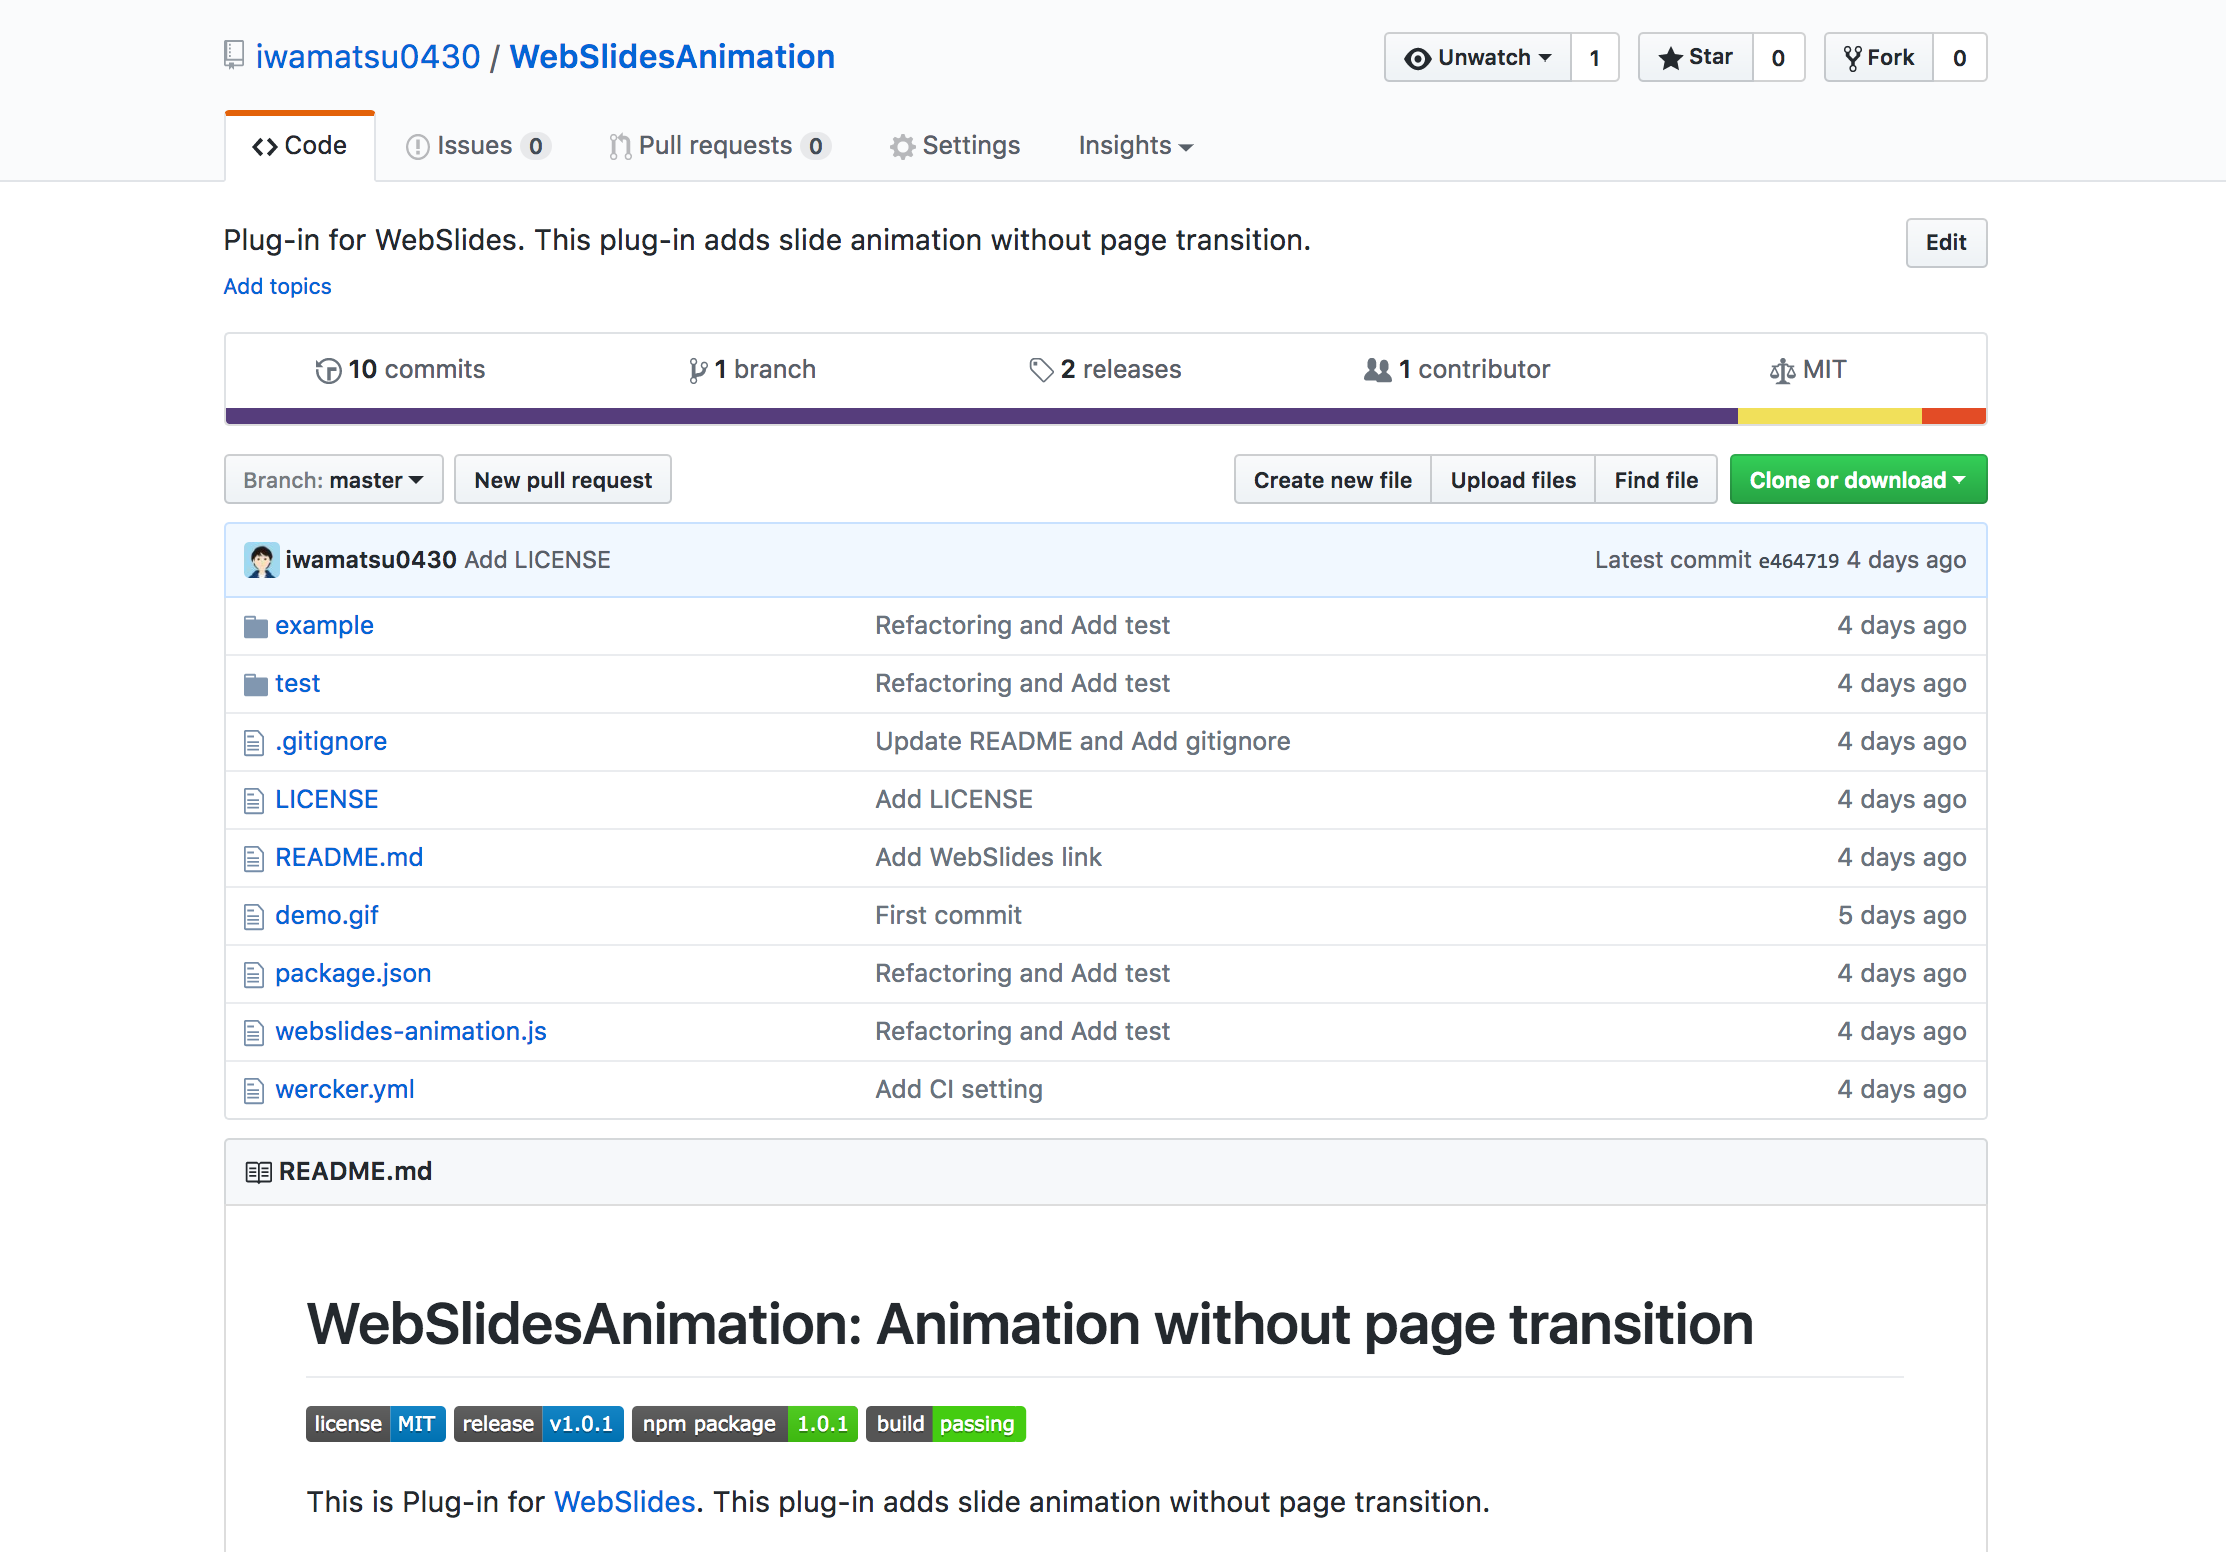 iwamatsu0430 / WebSlidesAnimation
Unwatch 1 Star 0 Fork 0
Code Issues 0 Pull requests 0 Settings Insights
Plug-in for WebSlides. This plug-in adds slide animation without page transition. Edit
Add topics
10 commits 1 branch 2 releases 1 contributor MIT
Branch: master New pull request Create new file Upload files Find file Clone or download
iwamatsu0430 Add LICENSE Latest commit e464719 4 days ago
example Refactoring and Add test 4 days ago
test Refactoring and Add test 4 days ago
.gitignore Update README and Add gitignore 4 days ago
LICENSE Add LICENSE 4 days ago
README.md Add WebSlides link 4 days ago
demo.gif First commit 5 days ago
package.json Refactoring and Add test 4 days ago
webslides-animation.js Refactoring and Add test 4 days ago
wercker.yml Add CI setting 4 days ago
README.md
WebSlidesAnimation: Animation without page transition
license MIT release v1.0.1 npm package 1.0.1 build passing
This is Plug-in for WebSlides. This plug-in adds slide animation without page transition.